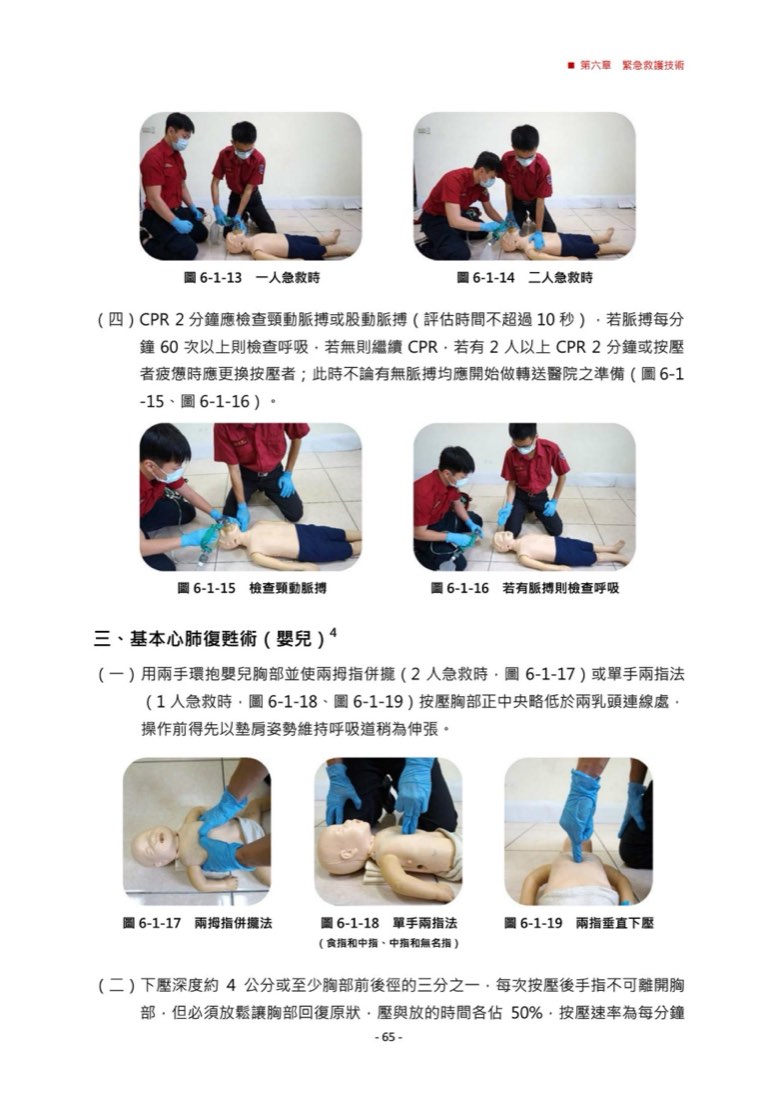 ■ 第六章　緊急救護技術
圖 6-1-13　一人急救時
圖 6-1-14　二人急救時
（四）CPR 2 分鐘應檢查頸動脈搏或股動脈搏（評估時間不超過 10 秒），若脈搏每分
鐘 60 次以上則檢查呼吸，若無則繼續 CPR，若有 2 人以上 CPR 2 分鐘或按壓
者疲憊時應更換按壓者；此時不論有無脈搏均應開始做轉送醫院之準備（圖 6-1
-15、圖 6-1-16）。
圖 6-1-15　檢查頸動脈搏
圖 6-1-16　若有脈搏則檢查呼吸
三、基本心肺復甦術（嬰兒）4
（一）用兩手環抱嬰兒胸部並使兩拇指併攏（2 人急救時，圖 6-1-17）或單手兩指法
（1 人急救時，圖 6-1-18、圖 6-1-19）按壓胸部正中央略低於兩乳頭連線處，
操作前得先以墊肩姿勢維持呼吸道稍為伸張。
圖 6-1-17　兩拇指併攏法
圖 6-1-18　單手兩指法
（食指和中指、中指和無名指）
圖 6-1-19　兩指垂直下壓
（二）下壓深度約 4 公分或至少胸部前後徑的三分之一，每次按壓後手指不可離開胸
部，但必須放鬆讓胸部回復原狀，壓與放的時間各佔 50%，按壓速率為每分鐘
- 65 -